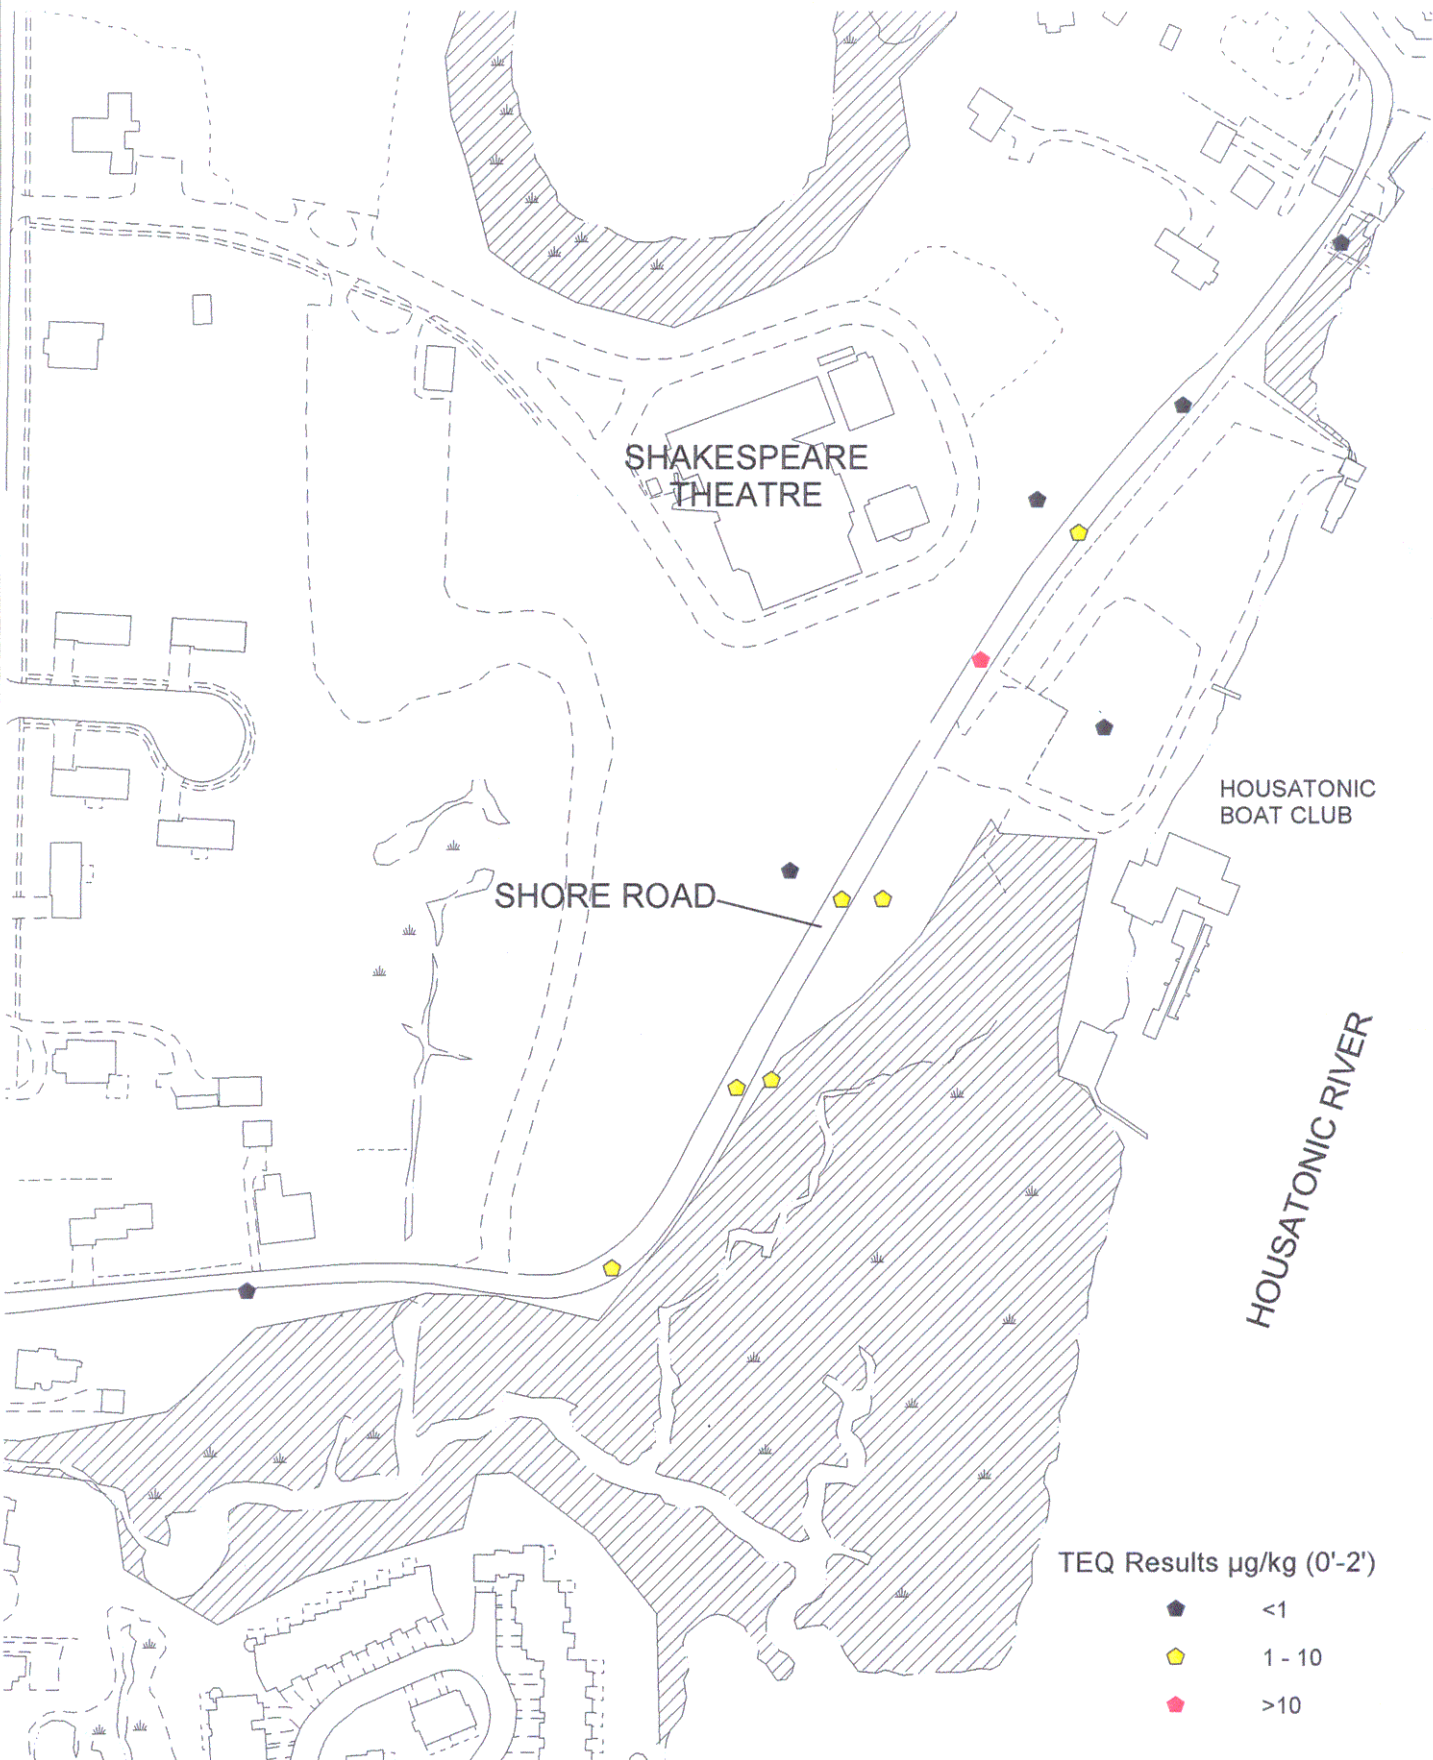 SHAKESPEARE
THEATRE
HOUSATONIC
BOAT CLUB
SHORE ROAD
HOUSATONIC RIVER
TEQ Results µg/kg (0'-2')
<1
1 - 10
>10